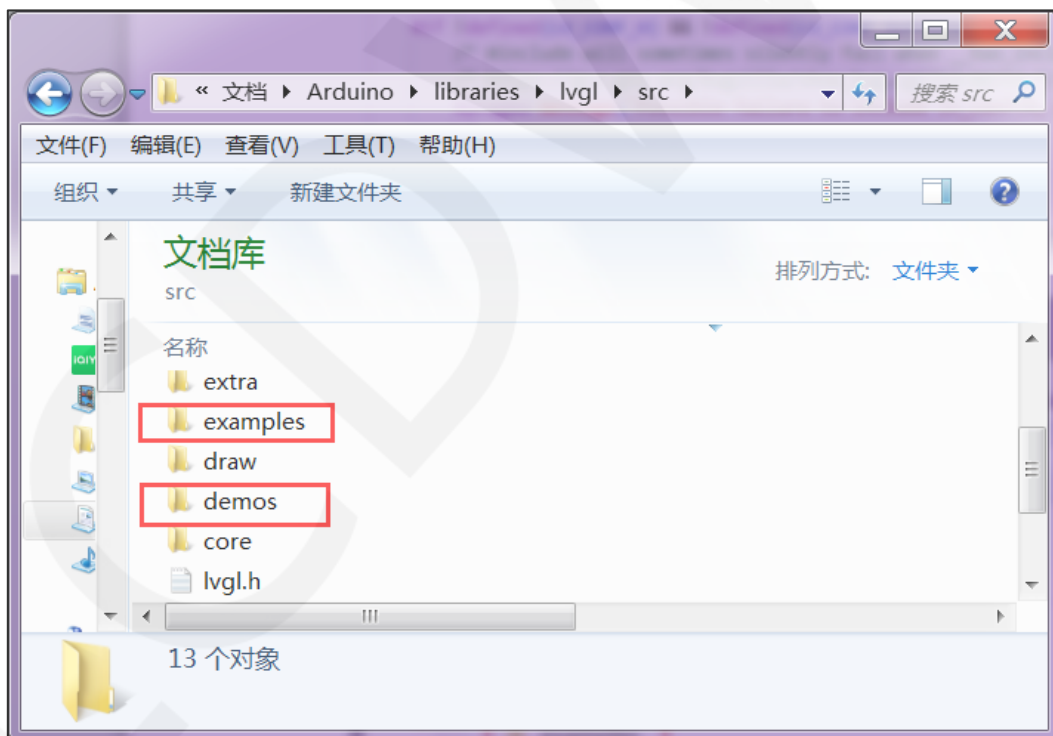 « 文档 ▸ Arduino ▸ libraries ▸ lvgl ▸ src ▸ 搜索 src
文件(F) 编辑(E) 查看(V) 工具(T) 帮助(H)
组织 共享 新建文件夹
文档库
src
排列方式: 文件夹
名称
extra
examples
draw
demos
core
lvgl.h
13 个对象